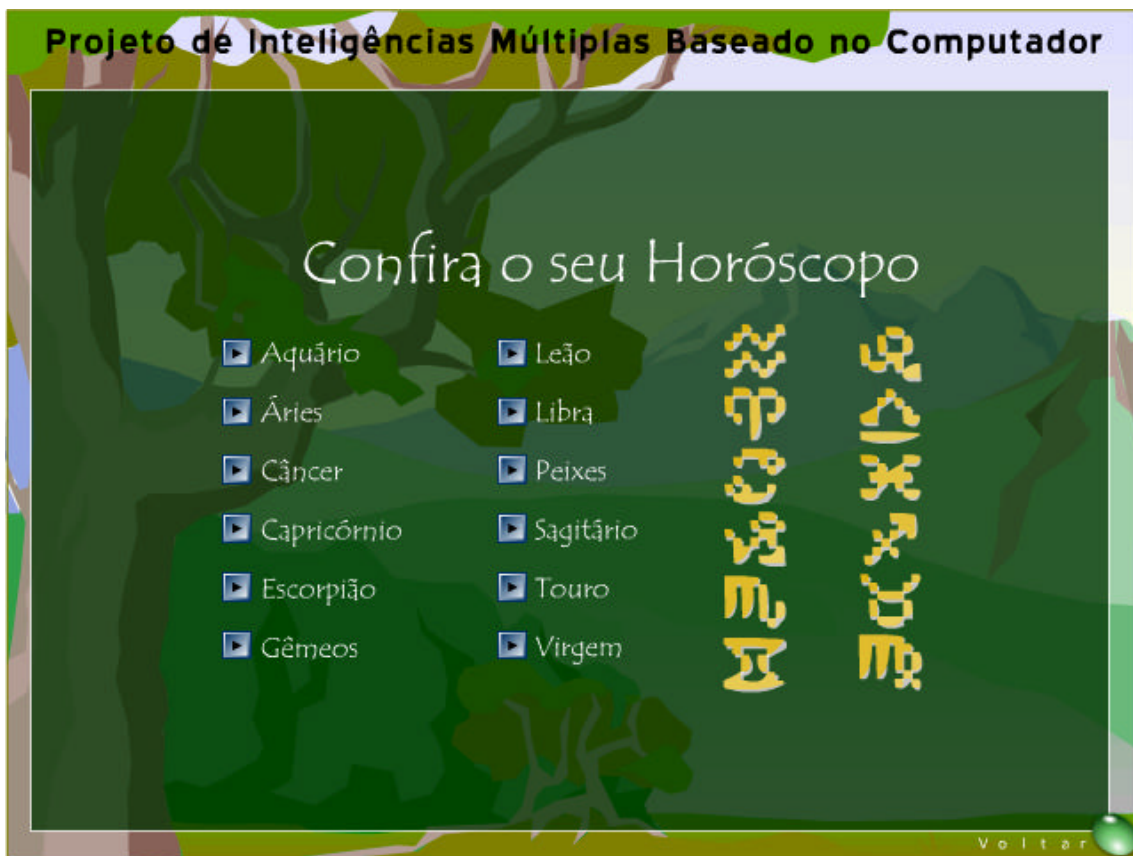 Projeto de Inteligências Múltiplas Baseado no Computador
Confira o seu Horóscopo
Aquário
Áries
Câncer
Capricórnio
Escorpião
Gêmeos
Leão
Libra
Peixes
Sagitário
Touro
Virgem
Voltar